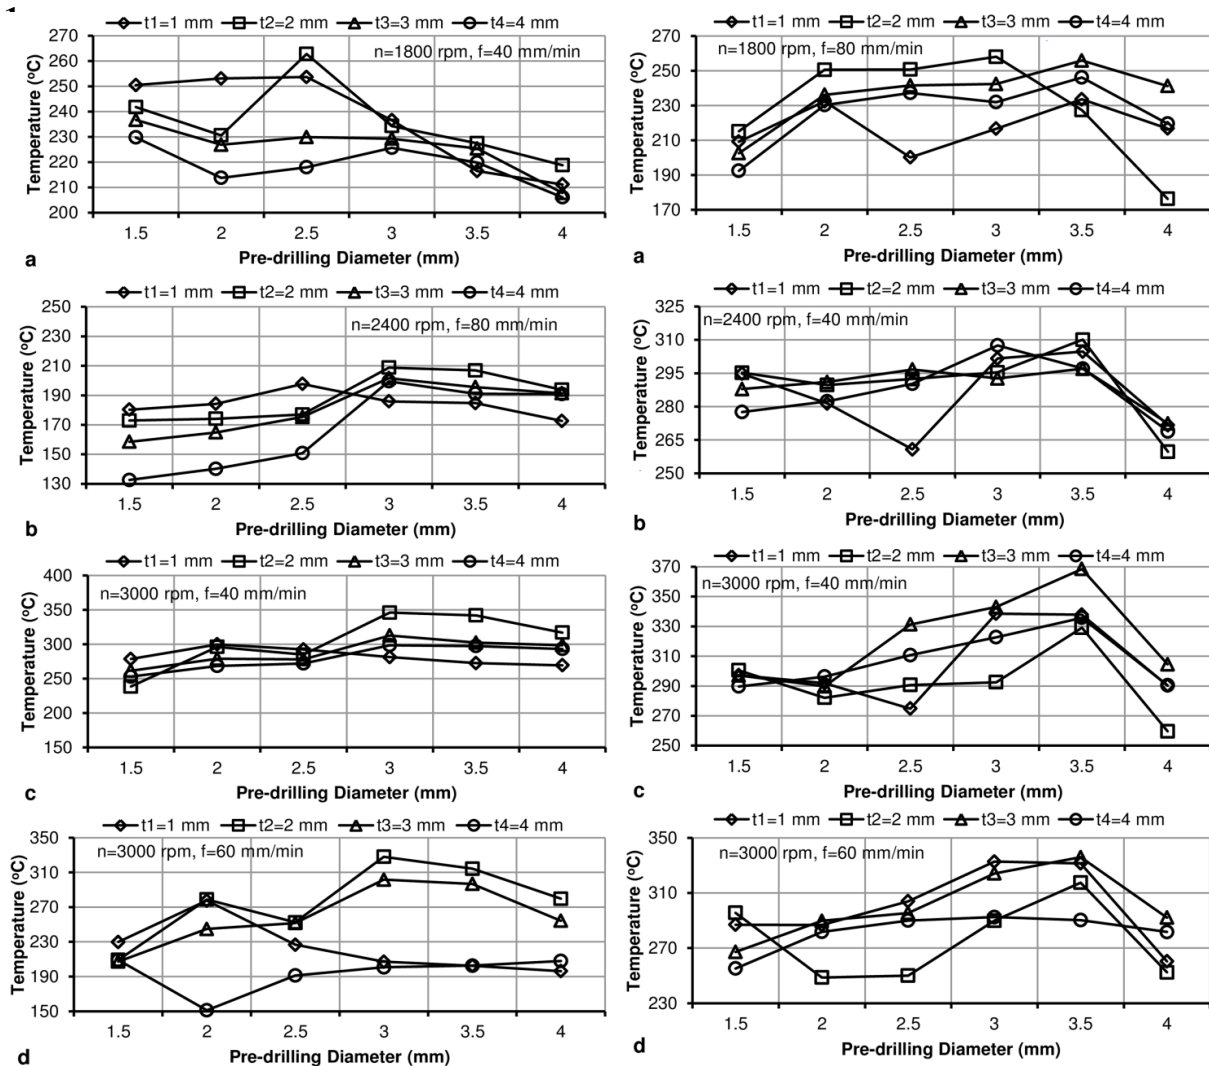 t1=1 mm t2=2 mm t3=3 mm t4=4 mm
n=1800 rpm, f=40 mm/min
Temperature (ºC)
270
260
250
240
230
220
210
200
1.5 2 2.5 3 3.5 4
Pre-drilling Diameter (mm)
a
t1=1 mm t2=2 mm t3=3 mm t4=4 mm
n=1800 rpm, f=80 mm/min
Temperature (ºC)
270
250
230
210
190
170
1.5 2 2.5 3 3.5 4
Pre-drilling Diameter (mm)
a
t1=1 mm t2=2 mm t3=3 mm t4=4 mm
n=2400 rpm, f=80 mm/min
Temperature (ºC)
250
230
210
190
170
150
130
1.5 2 2.5 3 3.5 4
Pre-drilling Diameter (mm)
b
t1=1 mm t2=2 mm t3=3 mm t4=4 mm
n=2400 rpm, f=40 mm/min
Temperature (ºC)
325
310
295
280
265
250
1.5 2 2.5 3 3.5 4
Pre-drilling Diameter (mm)
b
t1=1 mm t2=2 mm t3=3 mm t4=4 mm
n=3000 rpm, f=40 mm/min
Temperature (ºC)
400
350
300
250
200
150
1.5 2 2.5 3 3.5 4
Pre-drilling Diameter (mm)
c
t1=1 mm t2=2 mm t3=3 mm t4=4 mm
n=3000 rpm, f=40 mm/min
Temperature (ºC)
370
350
330
310
290
270
250
1.5 2 2.5 3 3.5 4
Pre-drilling Diameter (mm)
c
t1=1 mm t2=2 mm t3=3 mm t4=4 mm
n=3000 rpm, f=60 mm/min
Temperature (ºC)
350
310
270
230
190
150
1.5 2 2.5 3 3.5 4
Pre-drilling Diameter (mm)
d
t1=1 mm t2=2 mm t3=3 mm t4=4 mm
n=3000 rpm, f=60 mm/min
Temperature (ºC)
350
310
270
230
1.5 2 2.5 3 3.5 4
Pre-drilling Diameter (mm)
d